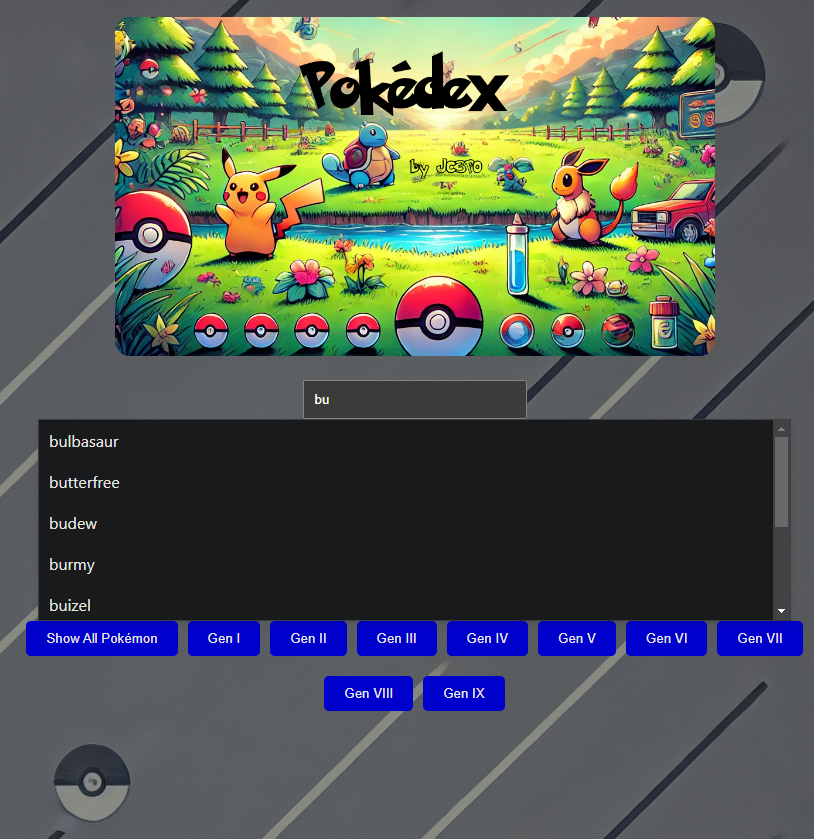 Pokédex
by JC3IO
bu
bulbasaur
butterfree
budew
burmy
buizel
Show All Pokémon Gen I Gen II Gen III Gen IV Gen V Gen VI Gen VII
Gen VIII Gen IX